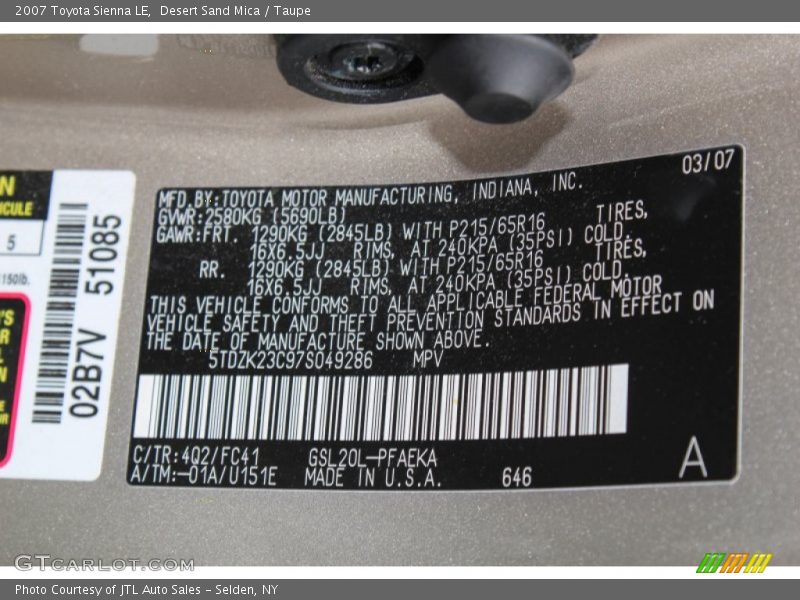 2007 Toyota Sienna LE,  Desert Sand Mica / Taupe
03/07
MFD.BY:TOYOTA MOTOR MANUFACTURING, INDIANA, INC.
GVWR:2580KG (5690LB)
GAWR:FRT. 1290KG (2845LB) WITH P215/65R16 TIRES,
16X6.5JJ RIMS, AT 240KPA (35PSI) COLD.
RR. 1290KG (2845LB) WITH P215/65R16 TIRES,
16X6.5JJ RIMS, AT 240KPA (35PSI) COLD.
THIS VEHICLE CONFORMS TO ALL APPLICABLE FEDERAL MOTOR
VEHICLE SAFETY AND THEFT PREVENTION STANDARDS IN EFFECT ON
THE DATE OF MANUFACTURE SHOWN ABOVE.
5TDZK23C97S049286 MPV
C/TR:4Q2/FC41 GSL20L-PFAEKA
A/TM:-01A/U151E MADE IN U.S.A. 646
A
5
150lb.
02B7V 51085
GTCARLOT.COM
Photo Courtesy of JTL Auto Sales - Selden, NY